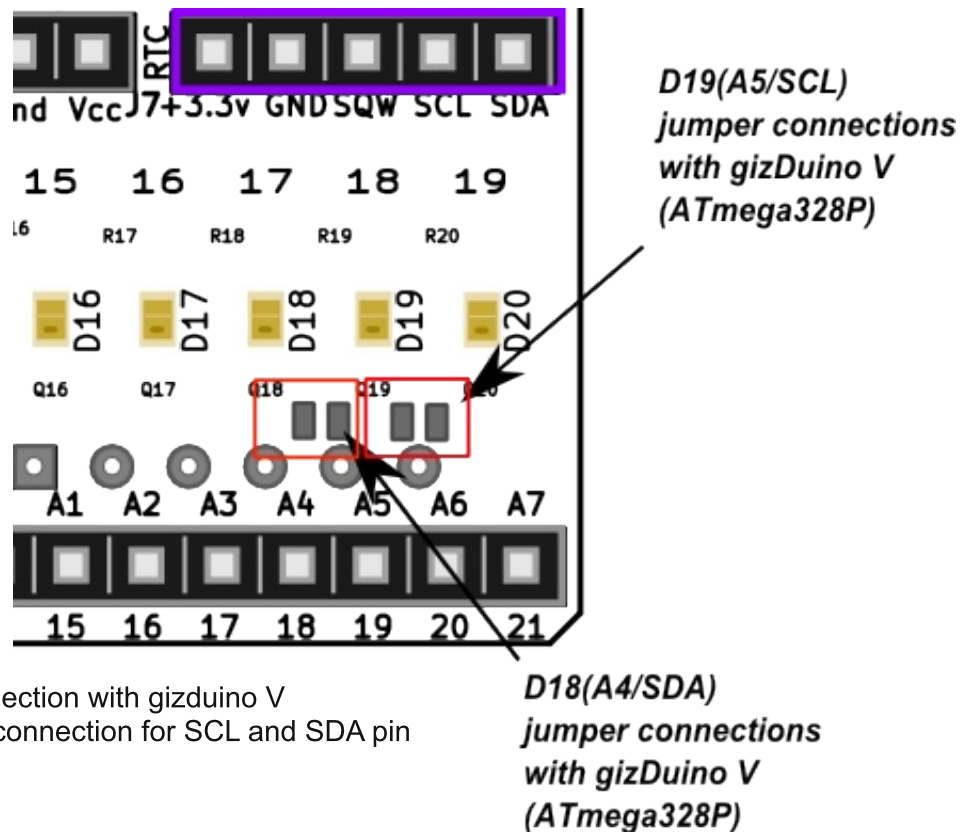 RTC
nd Vcc J7 +3.3v GND SQW SCL SDA
D19(A5/SCL)
jumper connections
with gizDuino V
(ATmega328P)
15 16 17 18 19
16 R17 R18 R19 R20
D16 D17 D18 D19 D20
Q16 Q17 Q18 Q19 Q20
A1 A2 A3 A4 A5 A6 A7
15 16 17 18 19 20 21
ection with gizduino V
connection for SCL and SDA pin
D18(A4/SDA)
jumper connections
with gizDuino V
(ATmega328P)